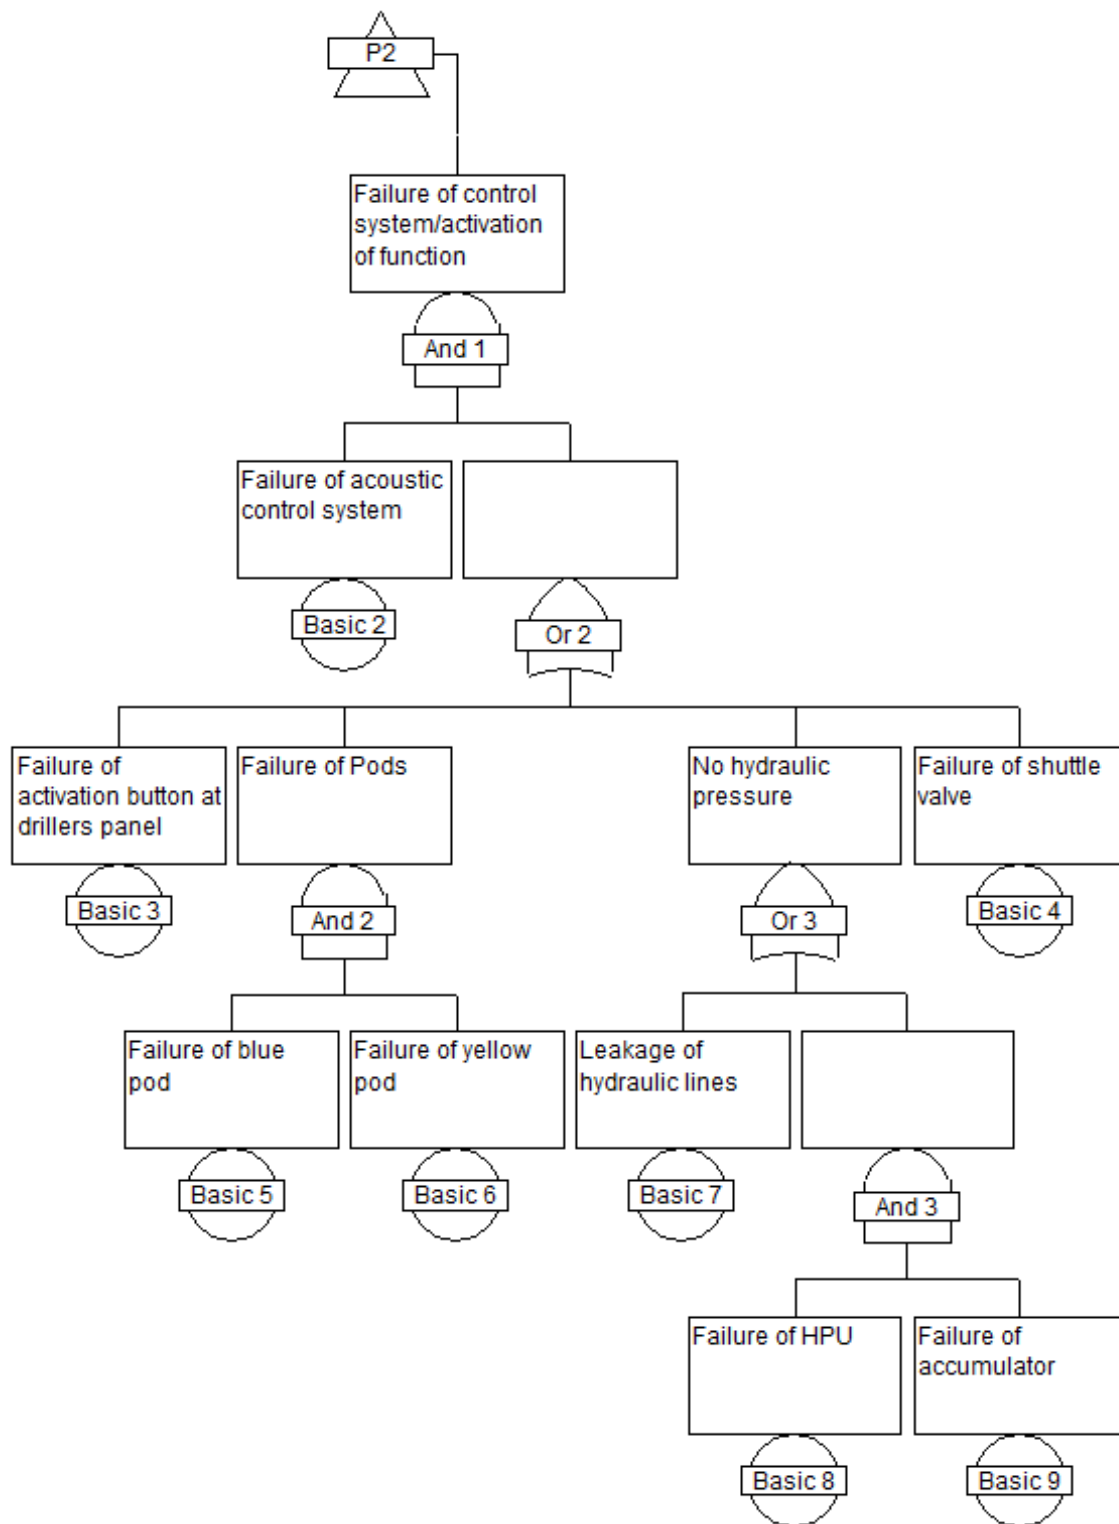 P2
Failure of control
system/activation
of function
And 1
Failure of acoustic
control system
Basic 2
Or 2
Failure of
activation button at
drillers panel
Failure of Pods
No hydraulic
pressure
Failure of shuttle
valve
Basic 3
And 2
Or 3
Basic 4
Failure of blue
pod
Failure of yellow
pod
Leakage of
hydraulic lines
Basic 5
Basic 6
Basic 7
And 3
Failure of HPU
Failure of
accumulator
Basic 8
Basic 9